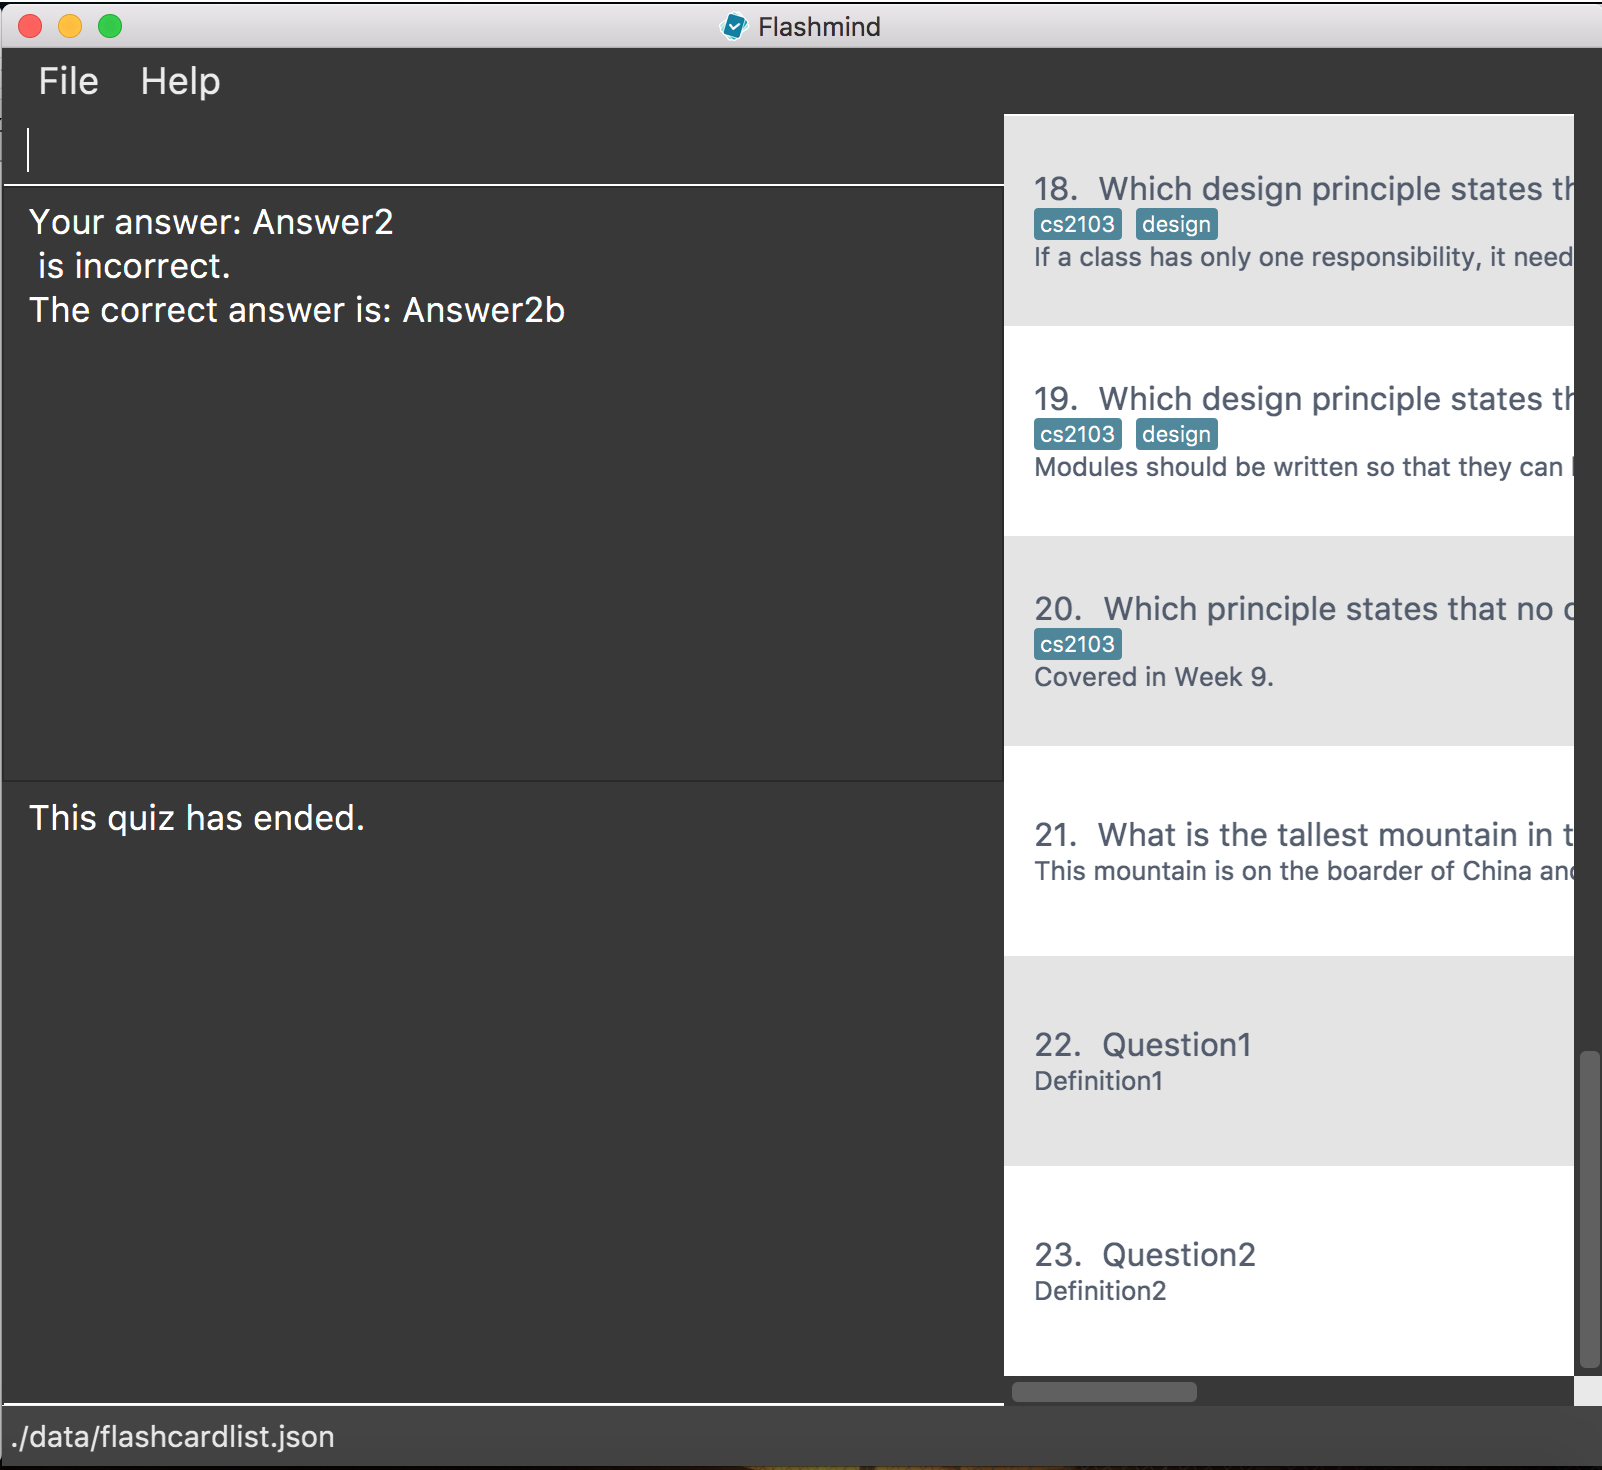 Flashmind
File Help
Your answer: Answer2
is incorrect.
The correct answer is: Answer2b
This quiz has ended.
18. Which design principle states th
cs2103 design
If a class has only one responsibility, it need
19. Which design principle states th
cs2103 design
Modules should be written so that they can
20. Which principle states that no
cs2103
Covered in Week 9.
21. What is the tallest mountain in t
This mountain is on the boarder of China and
22. Question1
Definition1
23. Question2
Definition2
./data/flashcardlist.json